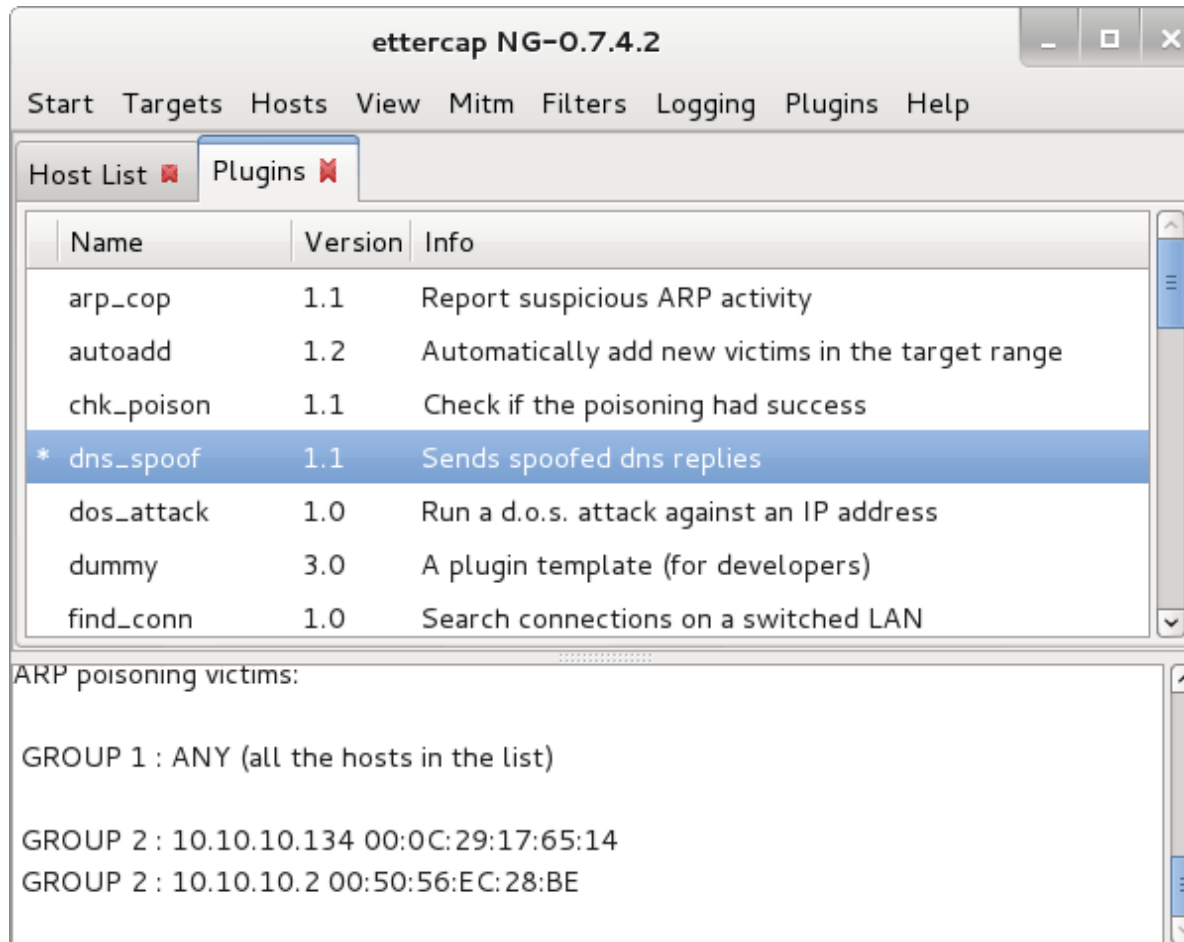 ettercap NG-0.7.4.2
Start Targets Hosts View Mitm Filters Logging Plugins Help
Host List Plugins
Name Version Info
arp_cop 1.1 Report suspicious ARP activity
autoadd 1.2 Automatically add new victims in the target range
chk_poison 1.1 Check if the poisoning had success
* dns_spoof 1.1 Sends spoofed dns replies
dos_attack 1.0 Run a d.o.s. attack against an IP address
dummy 3.0 A plugin template (for developers)
find_conn 1.0 Search connections on a switched LAN
ARP poisoning victims:
GROUP 1 : ANY (all the hosts in the list)
GROUP 2 : 10.10.10.134 00:0C:29:17:65:14
GROUP 2 : 10.10.10.2 00:50:56:EC:28:BE